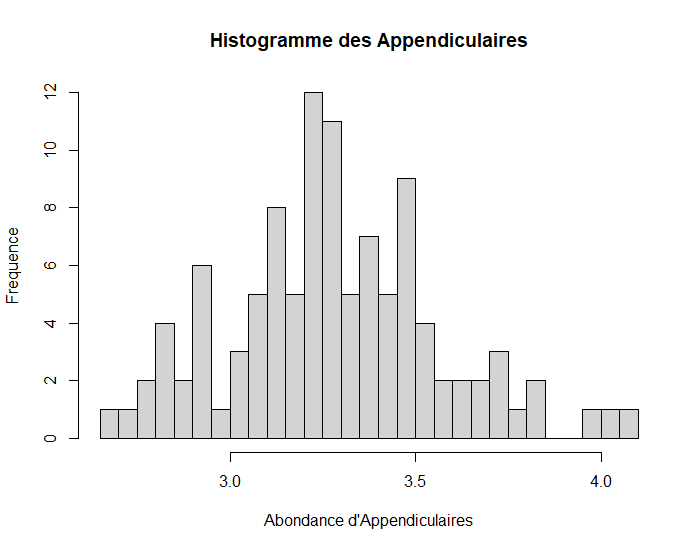 Histogramme des Appendiculaires
Frequence
12
10
8
6
4
2
0
3.0 3.5 4.0
Abondance d'Appendiculaires